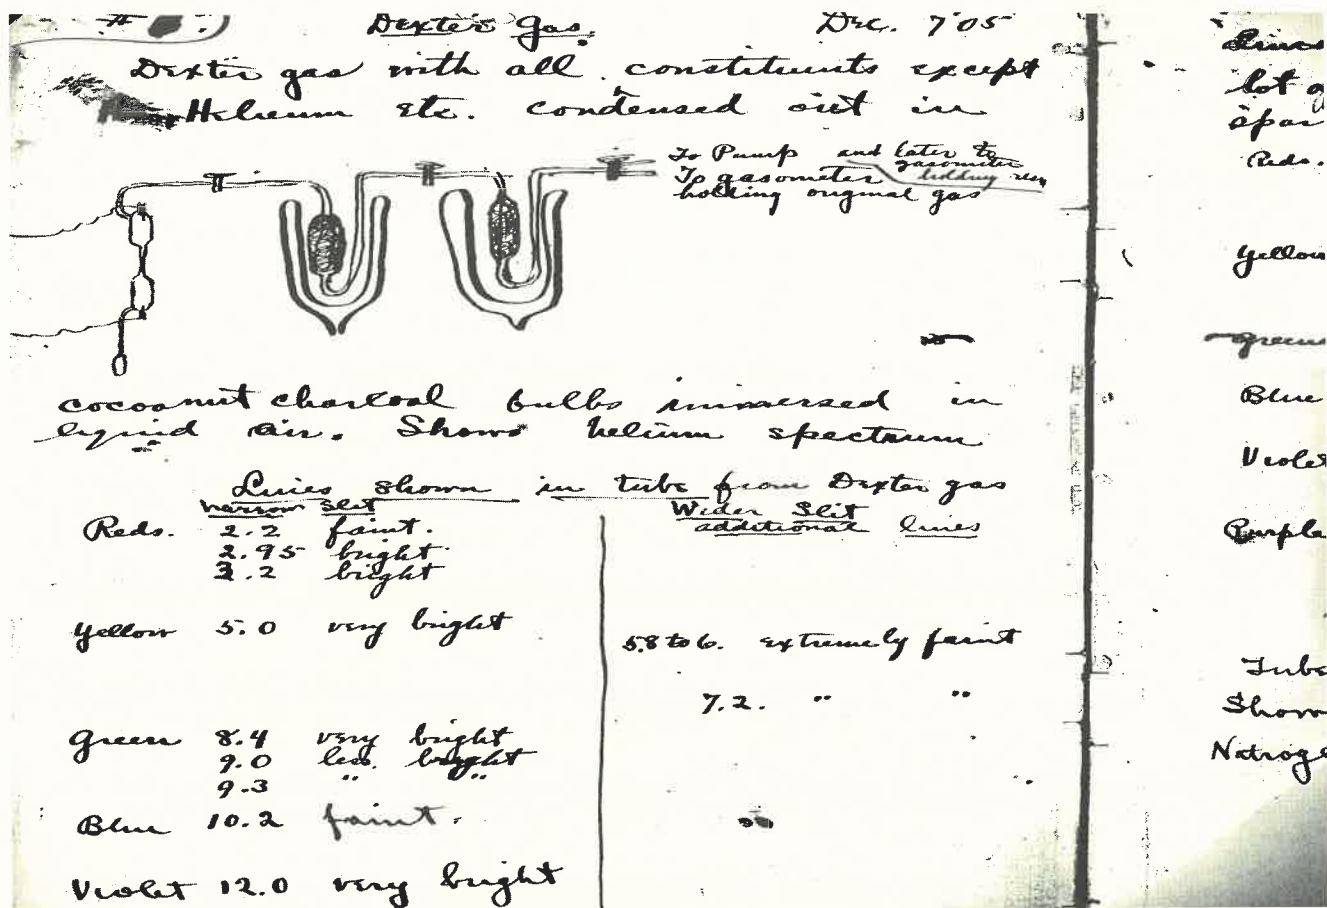 Dexter Gas. Dec. 7 '05
Dexter gas with all constituents except
Helium etc. condensed out in
To Pump and later to
gasometer
To gasometer
holding original gas
cocoanut charcoal bulbs immersed in
liquid air. Shows helium spectrum
Lines shown in tube from Dexter gas
Narrow Slit
Wider Slit
additional lines
Reds. 2.2 faint.
2.95 bright.
3.2 bright
Yellow 5.0 very bright
5.8 to 6. extremely faint
7.2. " "
Green 8.4 very bright
9.0 less bright
9.3 " "
Blue 10.2 faint.
Violet 12.0 very bright
Lines
lot
spar
Reds.
Yellow
Green
Blue
Violet
Purple
Tube
Show
Nitroge